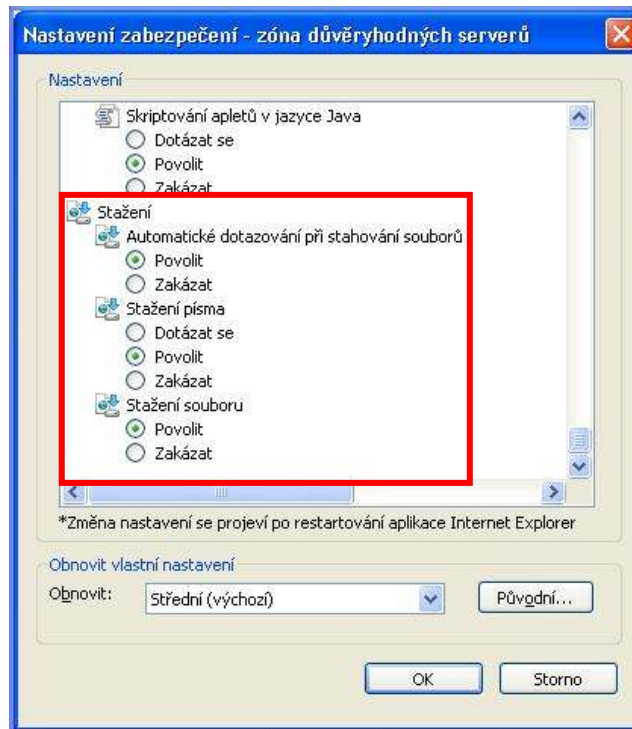 Nastavení zabezpečení - zóna důvěryhodných serverů
Nastavení
Skriptování apletů v jazyce Java
Dotázat se
Povolit
Zakázat
Stažení
Automatické dotazování při stahování souborů
Povolit
Zakázat
Stažení písma
Dotázat se
Povolit
Zakázat
Stažení souboru
Povolit
Zakázat
*Změna nastavení se projeví po restartování aplikace Internet Explorer
Obnovit vlastní nastavení
Obnovit: Střední (výchozí) Původní...
OK Storno